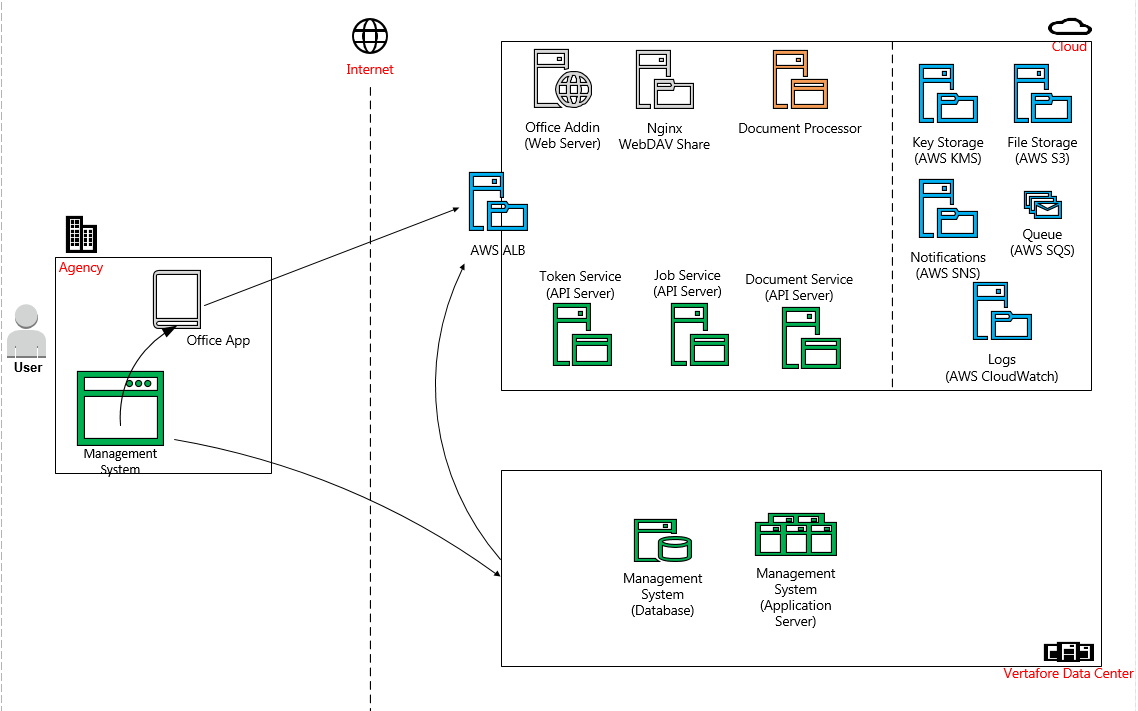 Internet
Cloud
Office Addin
(Web Server)
Nginx
WebDAV Share
Document Processor
Key Storage
(AWS KMS)
File Storage
(AWS S3)
Notifications
(AWS SNS)
Queue
(AWS SQS)
Logs
(AWS CloudWatch)
AWS ALB
Token Service
(API Server)
Job Service
(API Server)
Document Service
(API Server)
Agency
Office App
User
Management
System
Management
System
(Database)
Management
System
(Application
Server)
Vertafore Data Center